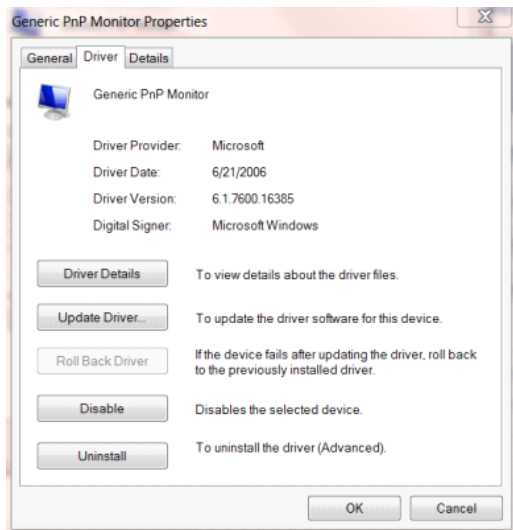 Generic PnP Monitor Properties
General Driver Details
Generic PnP Monitor
Driver Provider: Microsoft
Driver Date: 6/21/2006
Driver Version: 6.1.7600.16385
Digital Signer: Microsoft Windows
Driver Details To view details about the driver files.
Update Driver... To update the driver software for this device.
Roll Back Driver If the device fails after updating the driver, roll back
to the previously installed driver.
Disable Disables the selected device.
Uninstall To uninstall the driver (Advanced).
OK Cancel